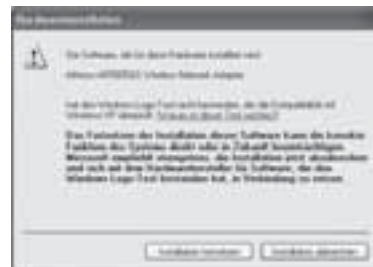 Hardwareinstallation
Die Software, die für diese Hardware installiert wird:
Wireless Network Adapter
hat den Windows-Logo-Test nicht bestanden, der die Kompatibilität mit
Windows XP überprüft. (Warum ist dieser Test wichtig?)
Das Fortsetzen der Installation dieser Software kann die korrekte
Funktion des Systems direkt oder in Zukunft beeinträchtigen.
Microsoft empfiehlt strengstens, die Installation jetzt abzubrechen
und sich mit dem Hardwarehersteller für Software, die den
Windows-Logo-Test bestanden hat, in Verbindung zu setzen.
Installation fortsetzen
Installation abbrechen